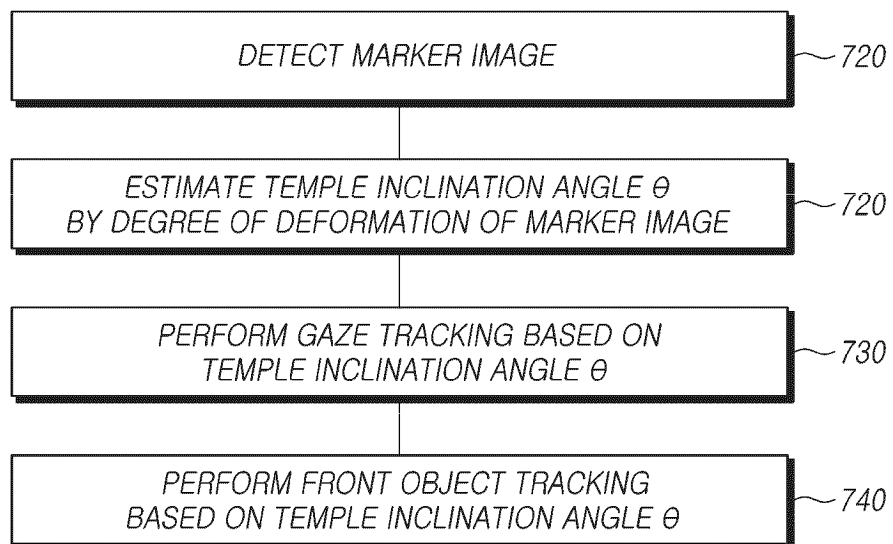 DETECT MARKER IMAGE
720
ESTIMATE TEMPLE INCLINATION ANGLE θ
BY DEGREE OF DEFORMATION OF MARKER IMAGE
720
PERFORM GAZE TRACKING BASED ON
TEMPLE INCLINATION ANGLE θ
730
PERFORM FRONT OBJECT TRACKING
BASED ON TEMPLE INCLINATION ANGLE θ
740